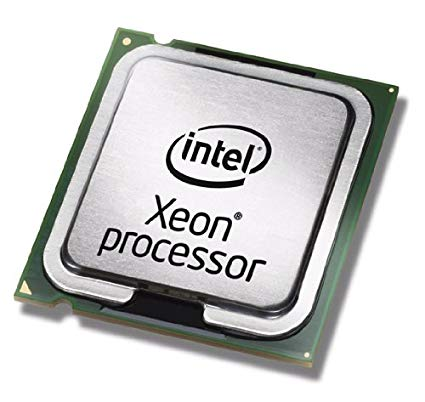 intel
Xeon®
processor